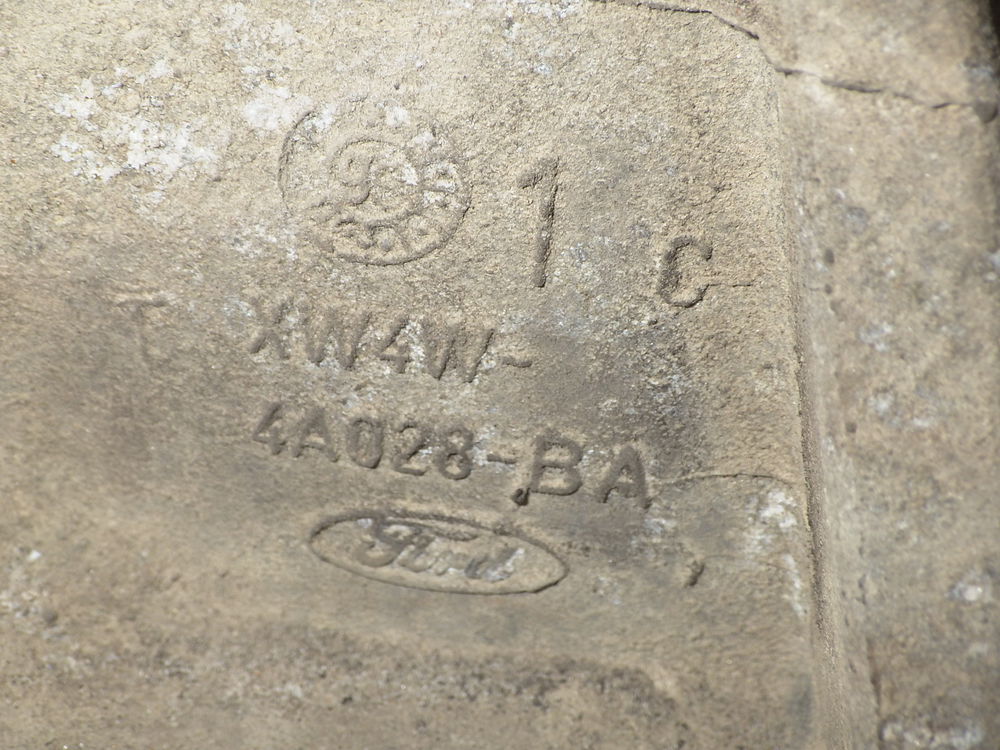 1 C
XW4W-
4A028-BA
Ford